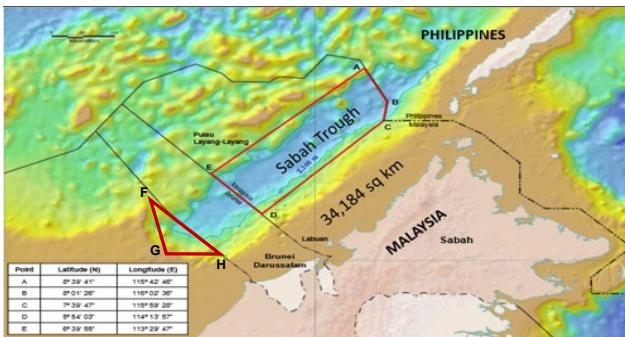 PHILIPPINES
A
B
Philippines
C
Malaysia
Pulau
Layang-Layang
Sabah Trough
E
34,184 sq km
F
D
MALAYSIA
Sabah
Labuan
G
H
Brunei
Darussalam
Point Latitude (N) Longitude (E)
A 8° 39' 41" 115° 42' 46"
B 8° 01' 26" 116° 02' 36"
C 7° 39' 47" 115° 59' 28"
D 5° 54' 03" 114° 13' 57"
E 6° 39' 55" 113° 29' 47"